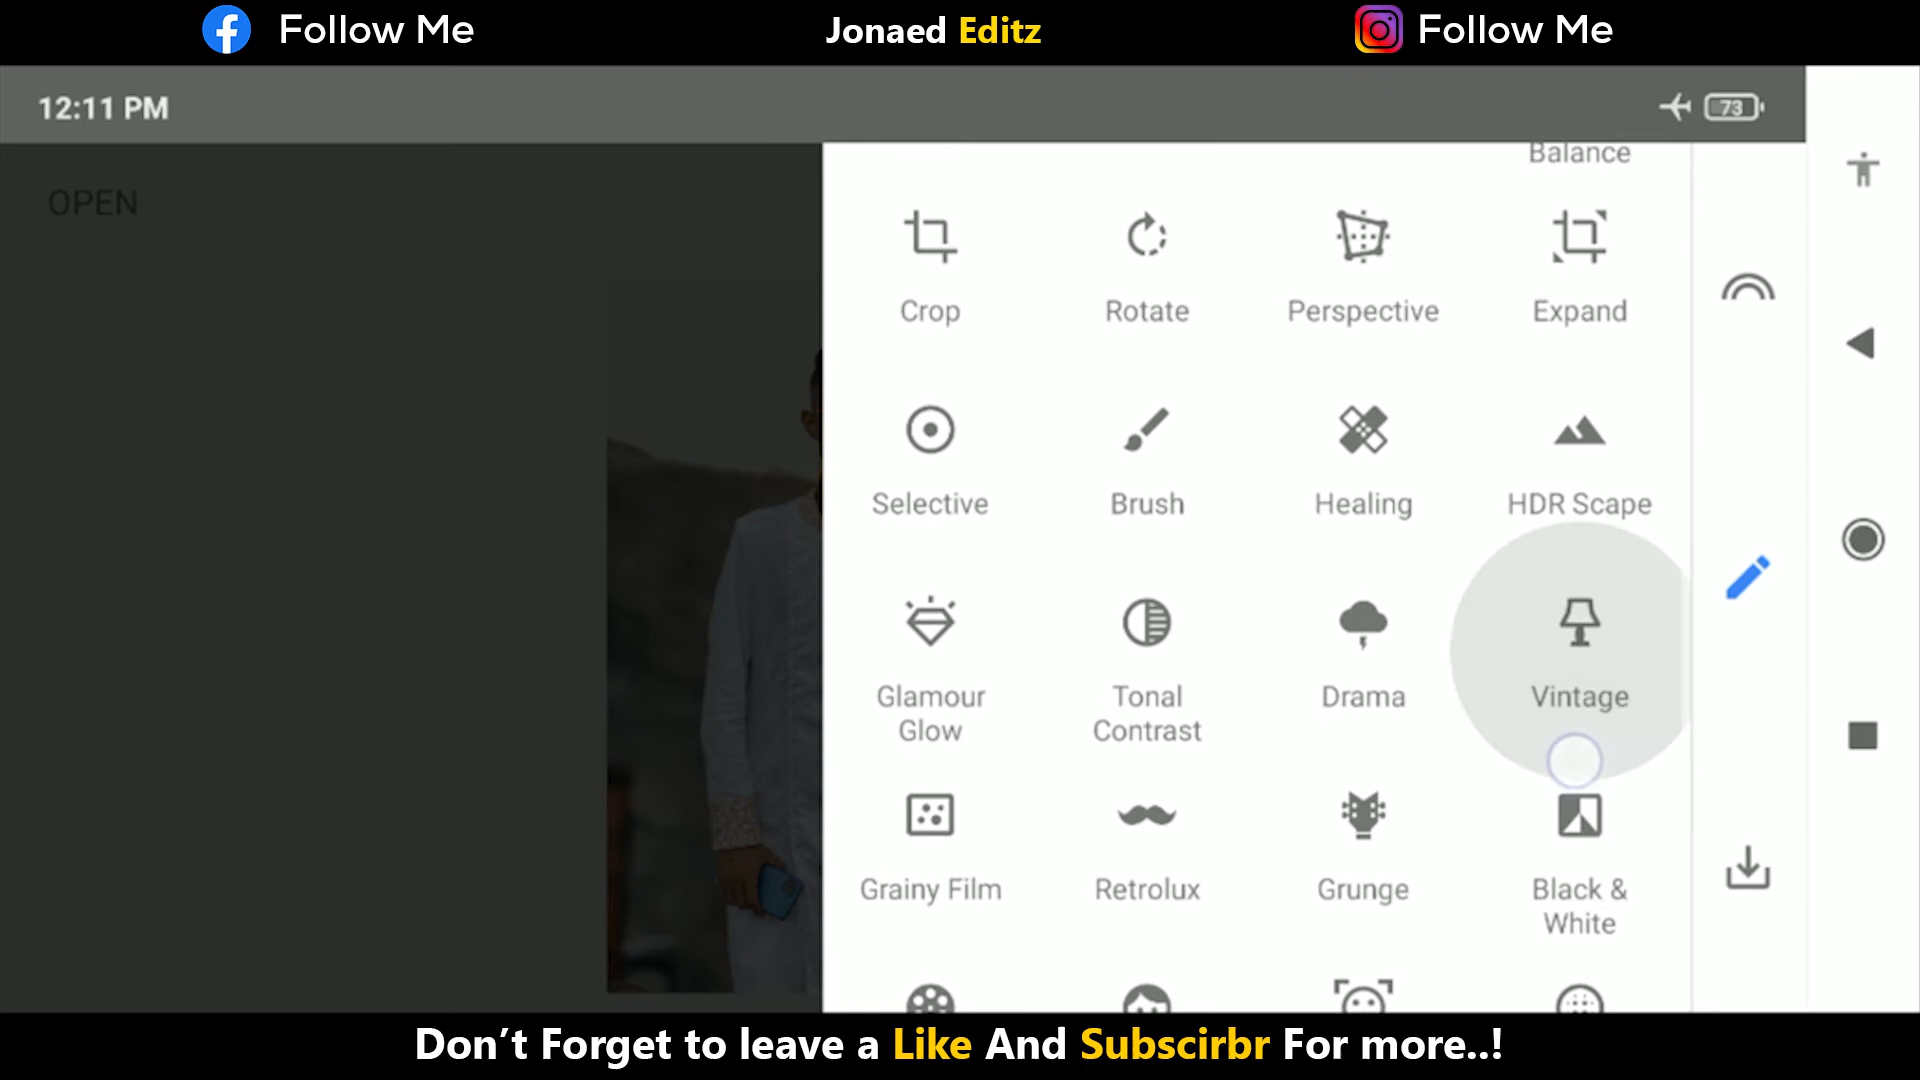 Follow Me
Jonaed Editz
Follow Me
12:11 PM
73
OPEN
Balance
Crop
Rotate
Perspective
Expand
Selective
Brush
Healing
HDR Scape
Glamour
Glow
Tonal
Contrast
Drama
Vintage
Grainy Film
Retrolux
Grunge
Black &
White
Don’t Forget to leave a Like And Subscirbr For more..!